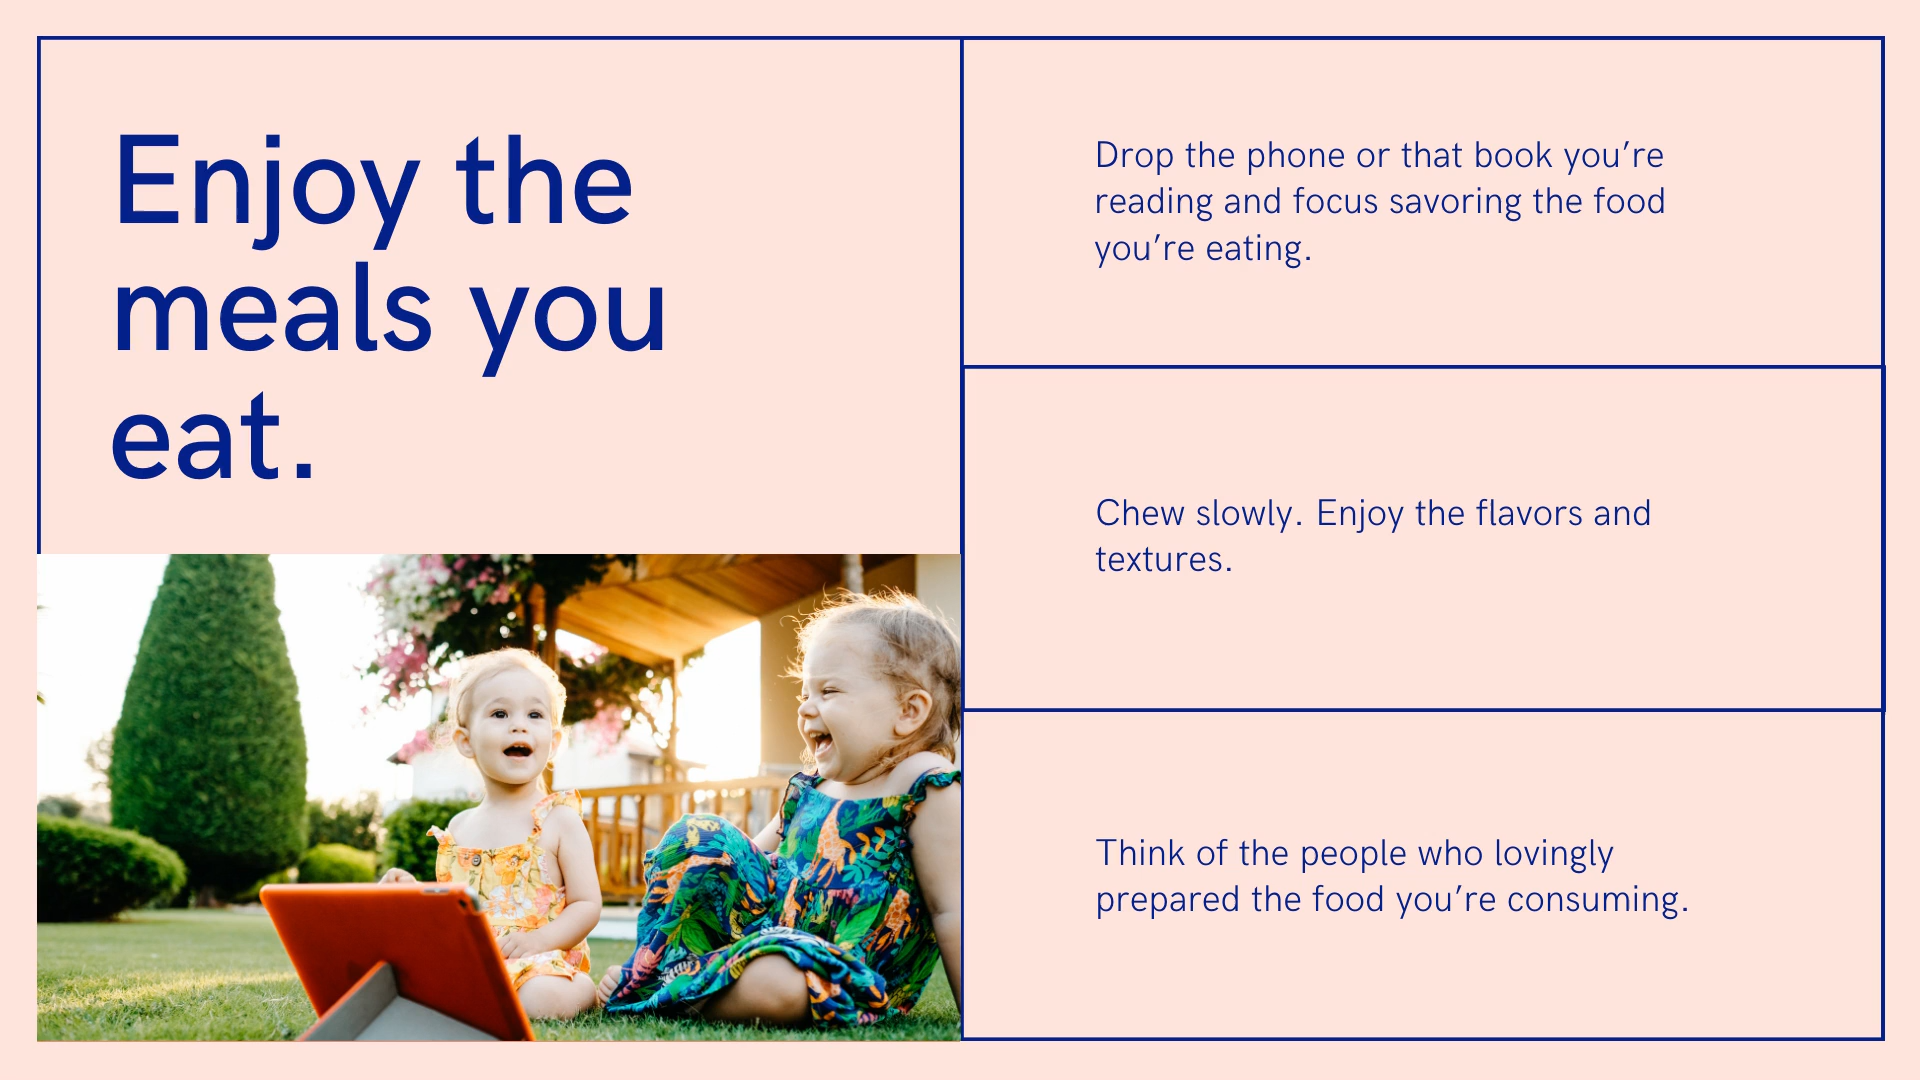 Enjoy the
meals you
eat.
Drop the phone or that book you’re
reading and focus savoring the food
you’re eating.
Chew slowly. Enjoy the flavors and
textures.
Think of the people who lovingly
prepared the food you’re consuming.